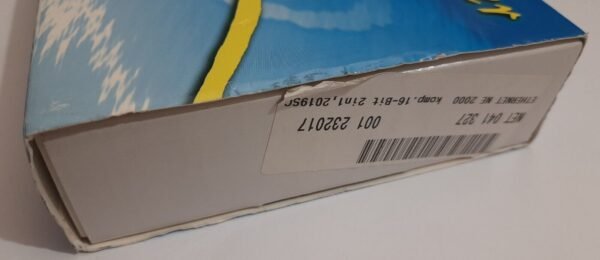 NET 041 327 001 232017
ETHERNET NE 2000 komp.16-Bit 2in1,2019SC